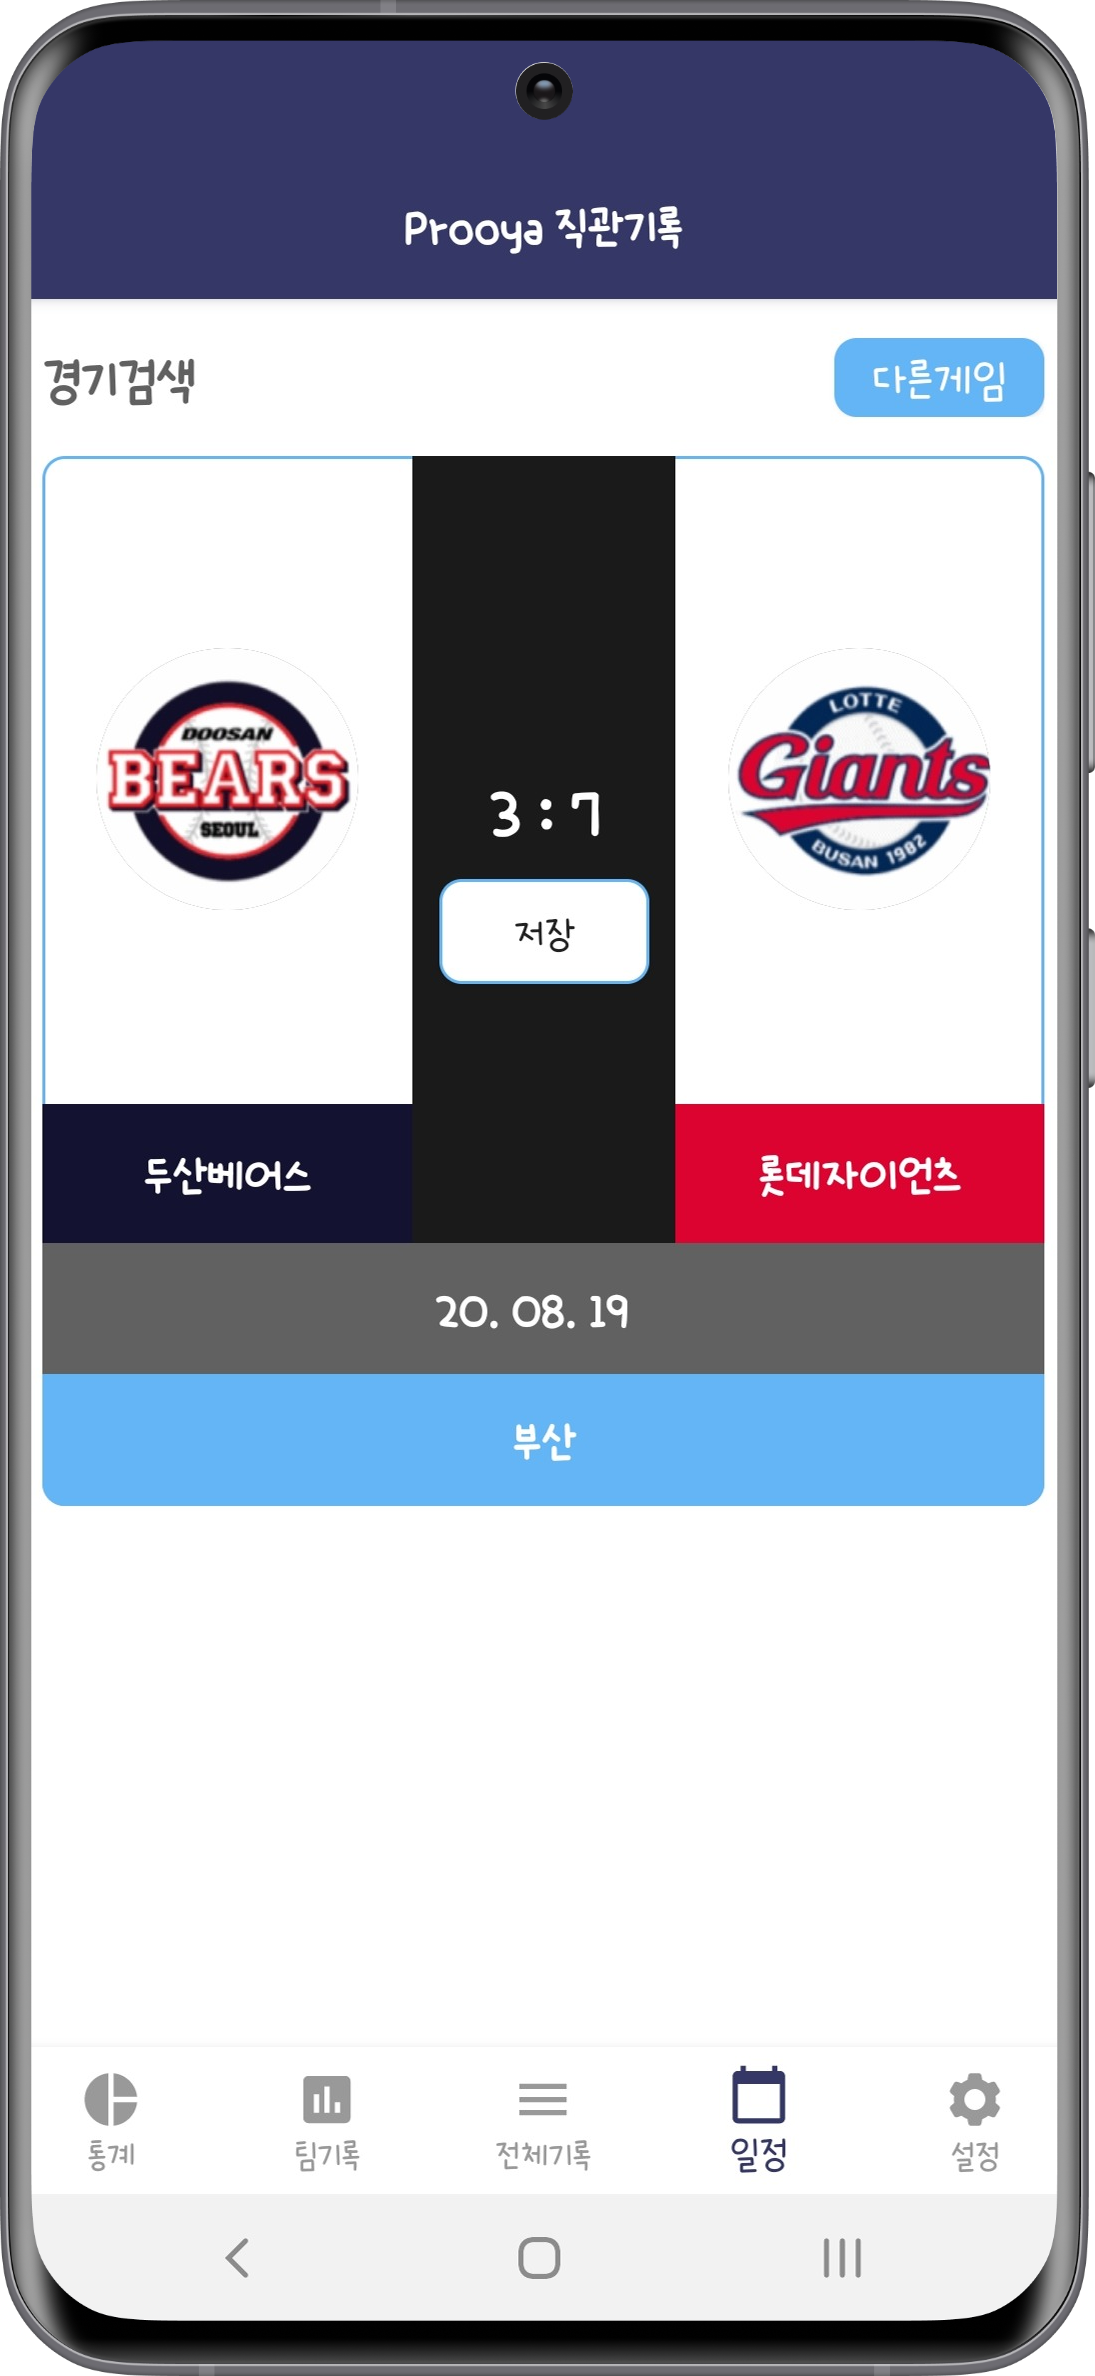 Prooya 직관기록
경기검색
다른게임
DOOSAN
BEARS
SEOUL
LOTTE
Giants
BUSAN 1982
3 : 7
저장
두산베어스
롯데자이언츠
20. 08. 19
부산
통계
팀기록
전체기록
일정
설정